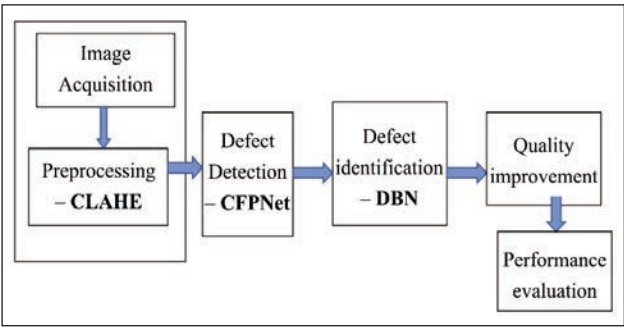 Image
Acquisition
Preprocessing
– CLAHE
Defect
Detection
– CFPNet
Defect
identification
– DBN
Quality
improvement
Performance
evaluation